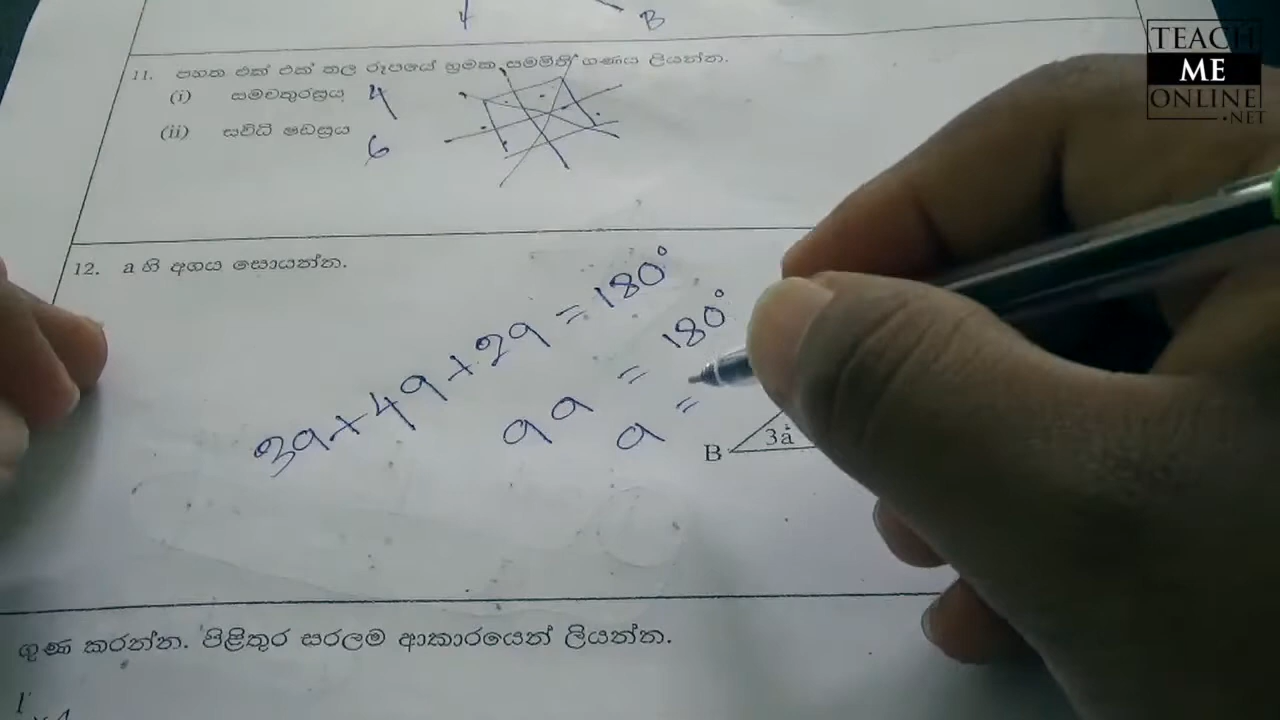 B
TEACH
ME
ONLINE
.NET
11. පහත එක් එක් තල රූපයේ භ්‍රමක සමමිති ගණය ලියන්න.
(i) සමචතුරස්‍රය 4
(ii) සවිධි ෂඩස්‍රය 6
12. a හි අගය සොයන්න.
3a+4a+2a = 180°
9a = 180°
a =
B 3a
ගුණ කරන්න. පිළිතුර සරලම ආකාරයෙන් ලියන්න.